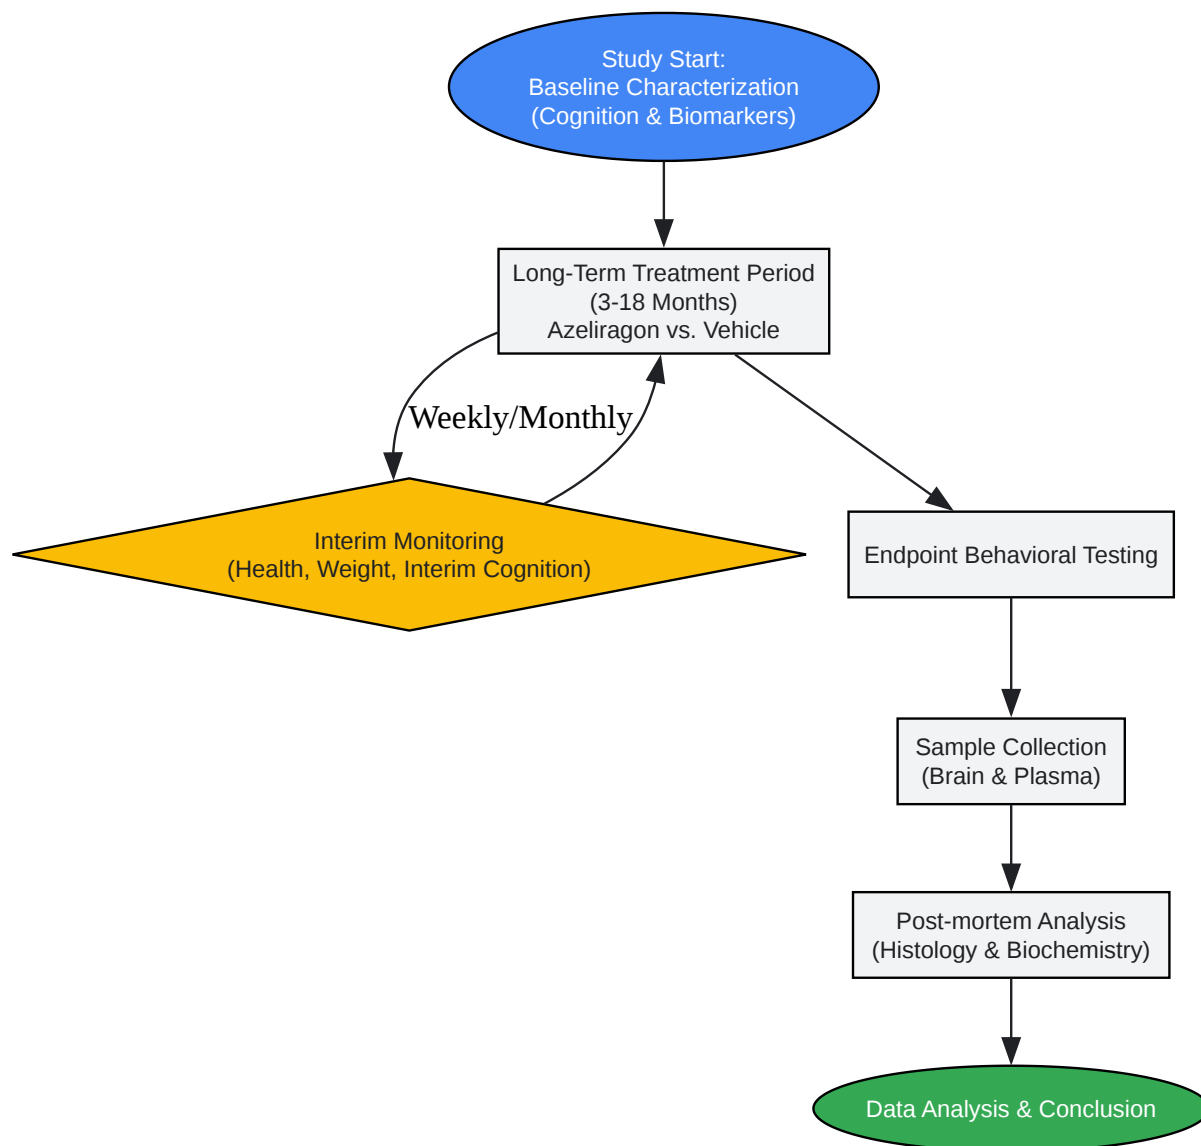 Study Start:
Baseline Characterization
(Cognition & Biomarkers)
Long-Term Treatment Period
(3-18 Months)
Azeliragon vs. Vehicle
Weekly/Monthly
Interim Monitoring
(Health, Weight, Interim Cognition)
Endpoint Behavioral Testing
Sample Collection
(Brain & Plasma)
Post-mortem Analysis
(Histology & Biochemistry)
Data Analysis & Conclusion